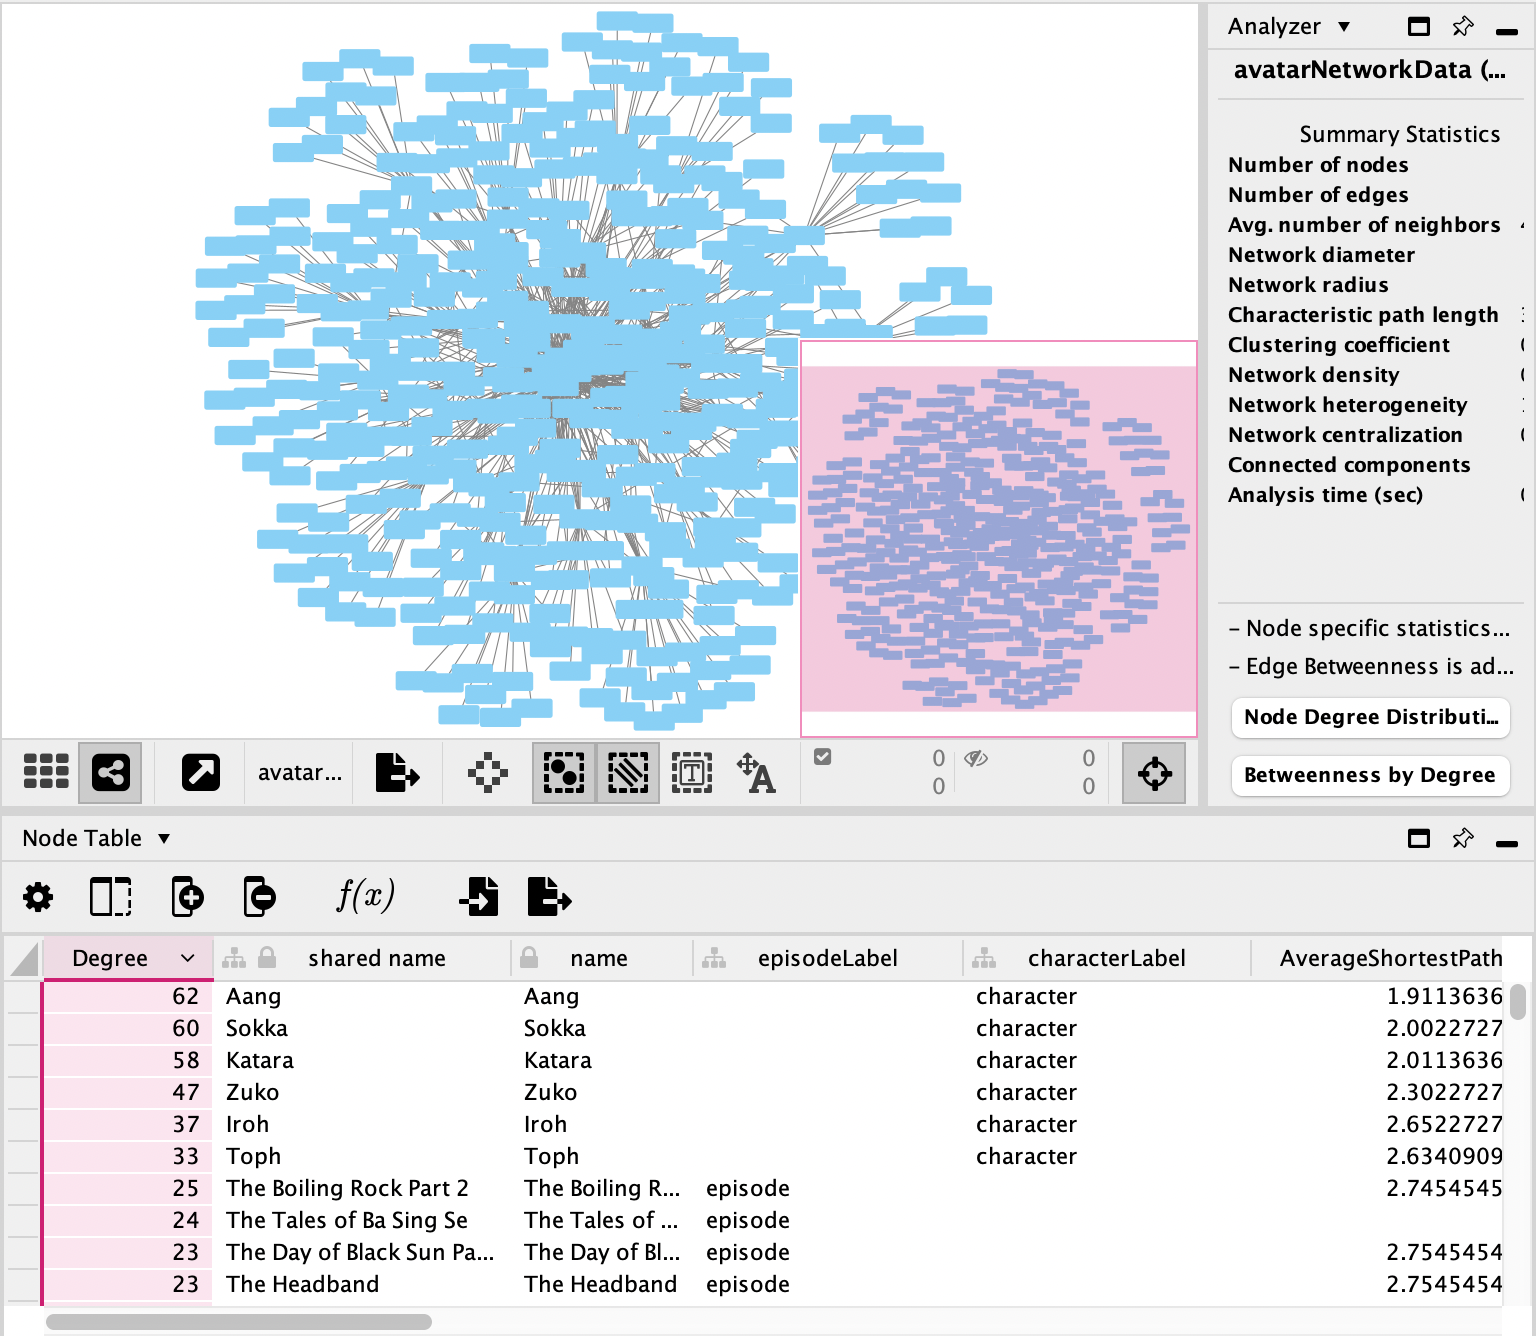 Analyzer
avatarNetworkData (...
Summary Statistics
Number of nodes
Number of edges
Avg. number of neighbors
Network diameter
Network radius
Characteristic path length
Clustering coefficient
Network density
Network heterogeneity
Network centralization
Connected components
Analysis time (sec)
– Node specific statistics...
– Edge Betweenness is ad...
Node Degree Distributi...
Betweenness by Degree
avatar...
T
A
0 0
0 0
Node Table
f(x)
Degree shared name name episodeLabel characterLabel AverageShortestPath
62 Aang Aang character 1.9113636
60 Sokka Sokka character 2.0022727
58 Katara Katara character 2.0113636
47 Zuko Zuko character 2.3022727
37 Iroh Iroh character 2.6522727
33 Toph Toph character 2.6340909
25 The Boiling Rock Part 2 The Boiling R... episode 2.7454545
24 The Tales of Ba Sing Se The Tales of ... episode
23 The Day of Black Sun Pa... The Day of Bl... episode 2.7545454
23 The Headband The Headband episode 2.7545454